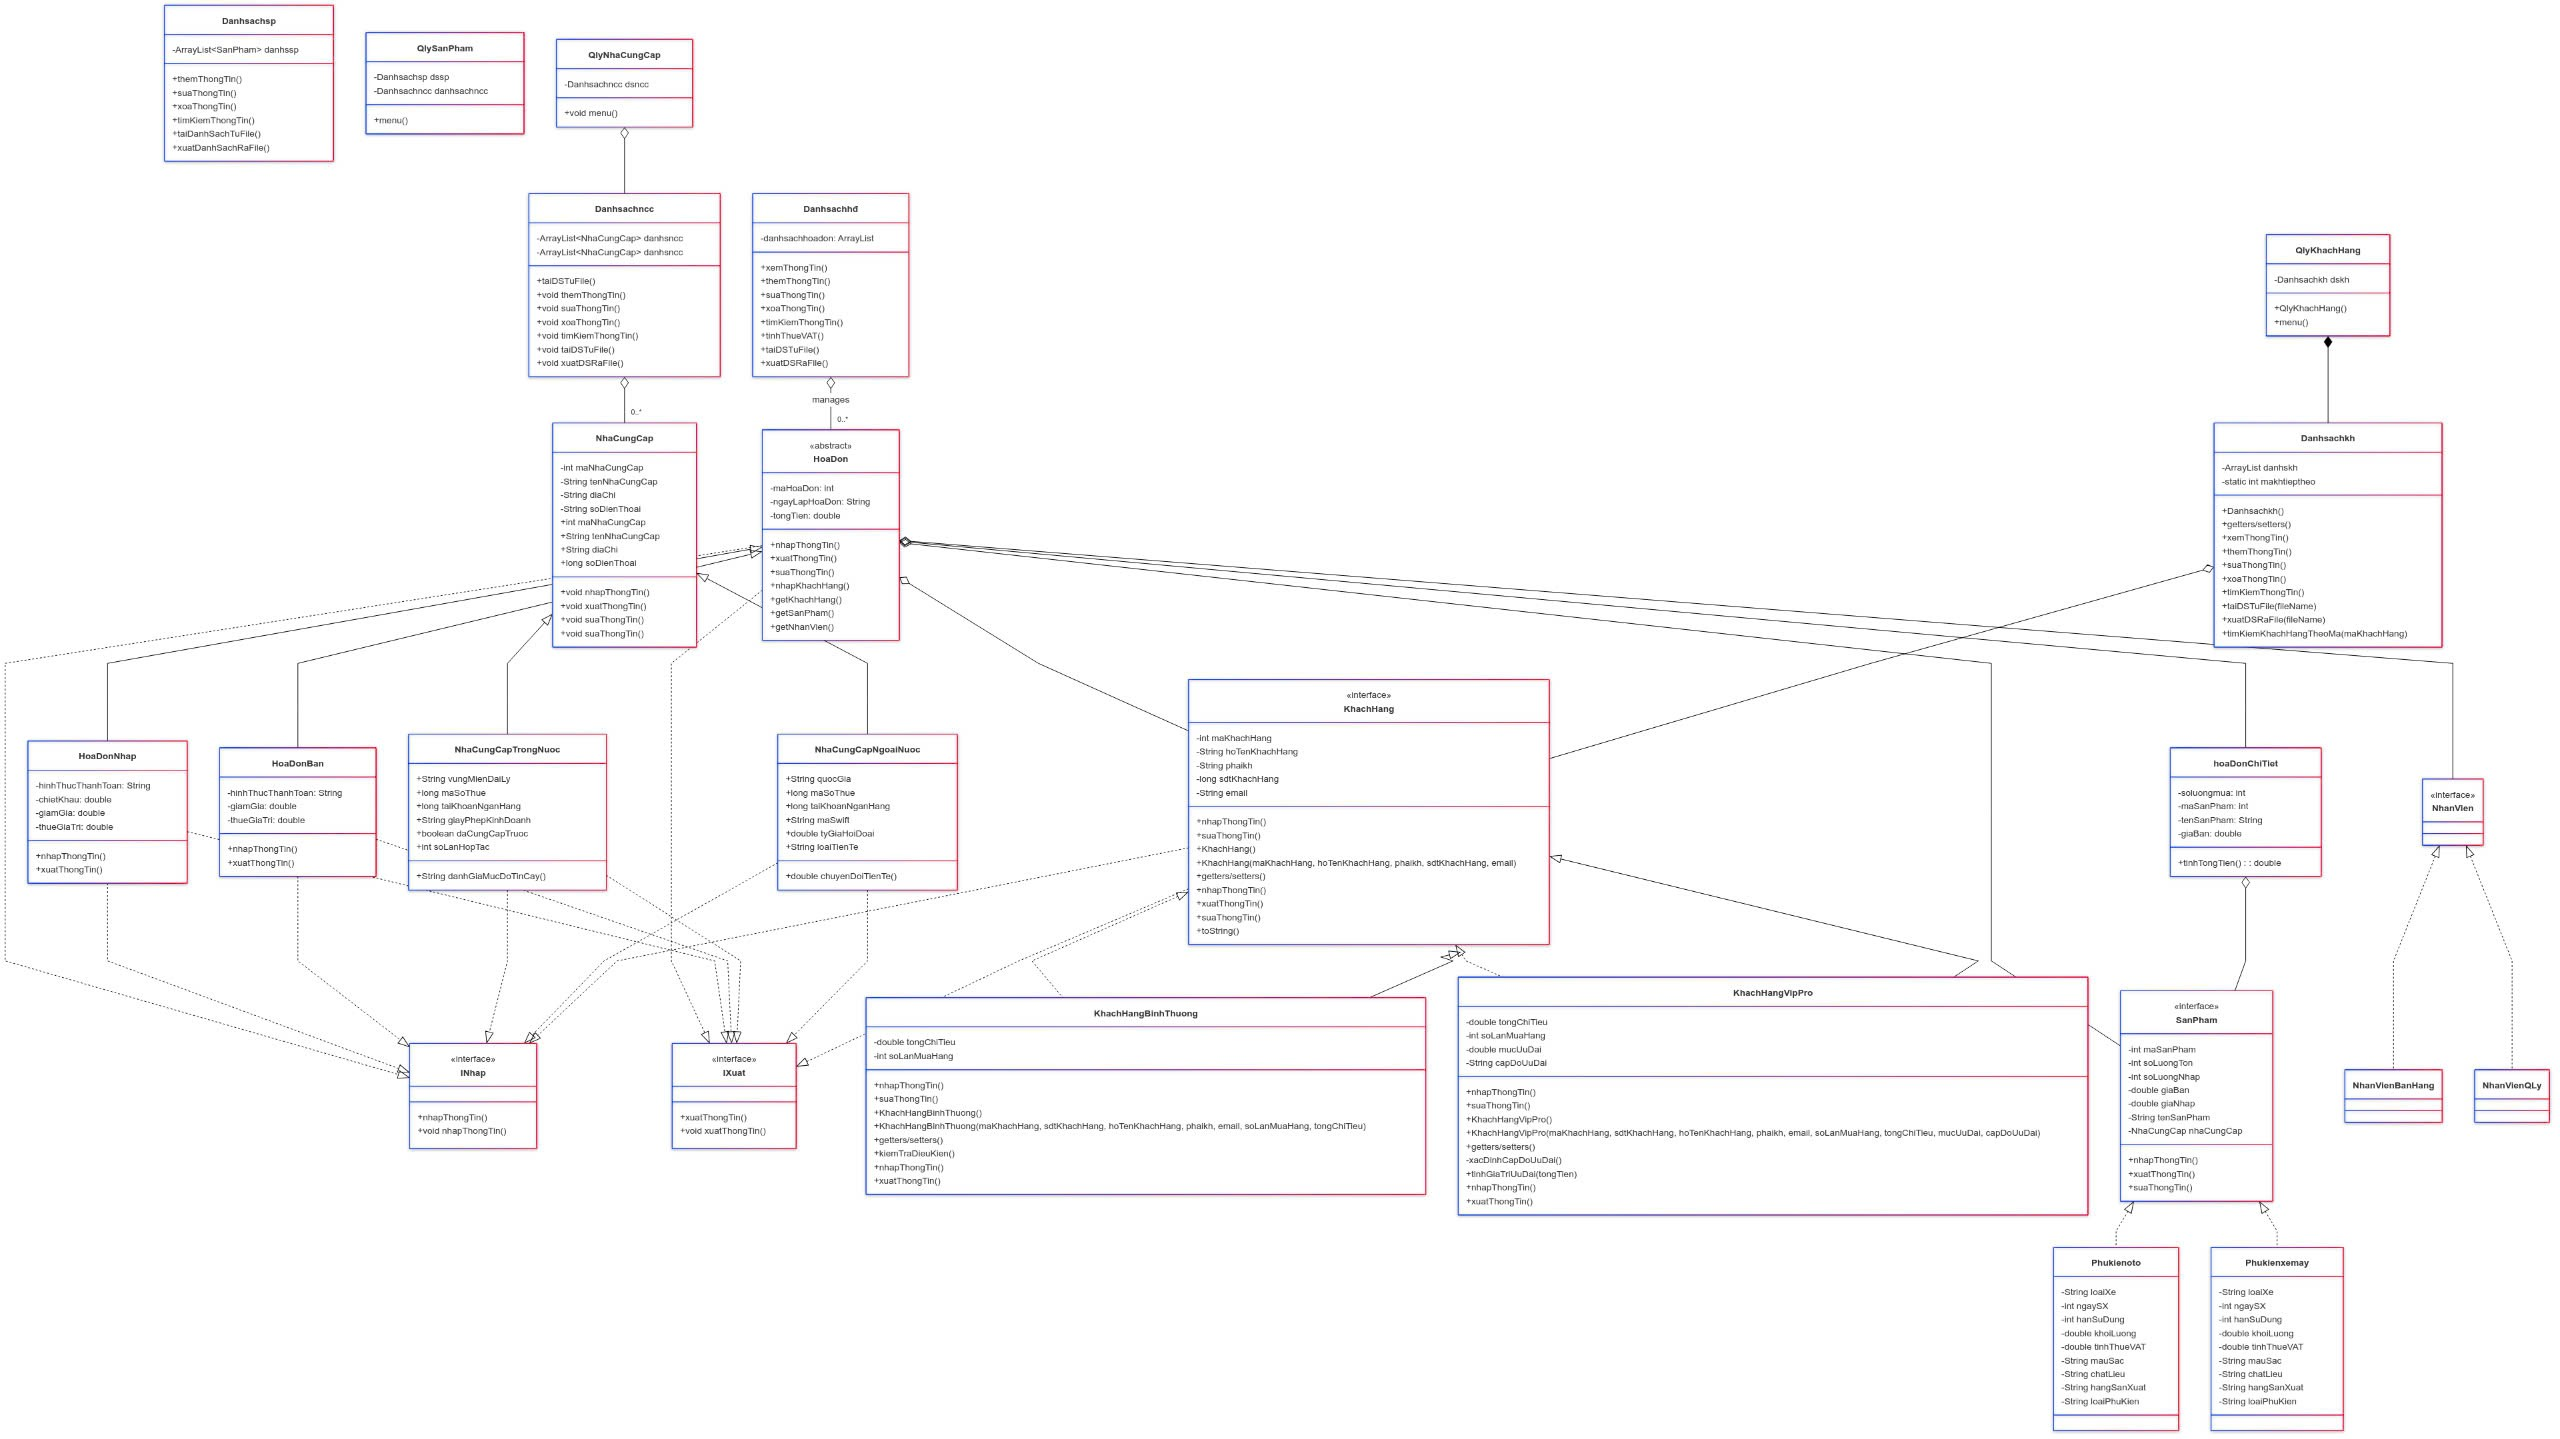 Danhsachsp
-ArrayList<SanPham> danhssp
+themThongTin()
+suaThongTin()
+xoaThongTin()
+timKiemThongTin()
+taiDanhSachTuFile()
+xuatDanhSachRaFile()
QlySanPham
-Danhsachsp dssp
-Danhsachncc danhsachncc
+menu()
QlyNhaCungCap
-Danhsachncc dsncc
+void menu()
Danhsachncc
-ArrayList<NhaCungCap> danhsncc
-ArrayList<NhaCungCap> danhsncc
+taiDSTuFile()
+void themThongTin()
+void suaThongTin()
+void xoaThongTin()
+void timKiemThongTin()
+void taiDSTuFile()
+void xuatDSRaFile()
Danhsachhđ
-danhsachhoadon: ArrayList
+xemThongTin()
+themThongTin()
+suaThongTin()
+xoaThongTin()
+timKiemThongTin()
+tinhThueVAT()
+taiDSTuFile()
+xuatDSRaFile()
QlyKhachHang
-Danhsachkh dskh
+QlyKhachHang()
+menu()
0..*
manages
0..*
NhaCungCap
-int maNhaCungCap
-String tenNhaCungCap
-String diaChi
-String soDienThoai
+int maNhaCungCap
+String tenNhaCungCap
+String diaChi
+long soDienThoai
+void nhapThongTin()
+void xuatThongTin()
+void suaThongTin()
+void suaThongTin()
«abstract»
HoaDon
-maHoaDon: int
-ngayLapHoaDon: String
-tongTien: double
+nhapThongTin()
+xuatThongTin()
+suaThongTin()
+nhapKhachHang()
+getKhachHang()
+getSanPham()
+getNhanVien()
Danhsachkh
-ArrayList danhskh
-static int makhtieptheo
+Danhsachkh()
+getters/setters()
+xemThongTin()
+themThongTin()
+suaThongTin()
+xoaThongTin()
+timKiemThongTin()
+taiDSTuFile(fileName)
+xuatDSRaFile(fileName)
+timKiemKhachHangTheoMa(maKhachHang)
HoaDonNhap
-hinhThucThanhToan: String
-chietKhau: double
-giamGia: double
-thueGiaTri: double
+nhapThongTin()
+xuatThongTin()
HoaDonBan
-hinhThucThanhToan: String
-giamGia: double
-thueGiaTri: double
+nhapThongTin()
+xuatThongTin()
NhaCungCapTrongNuoc
+String vungMienDaiLy
+long maSoThue
+long taiKhoanNganHang
+String giayPhepKinhDoanh
+boolean daCungCapTruoc
+int soLanHopTac
+String danhGiaMucDoTinCay()
NhaCungCapNgoaiNuoc
+String quocGia
+long maSoThue
+long taiKhoanNganHang
+String maSwift
+double tyGiaHoiDoai
+String loaiTienTe
+double chuyenDoiTienTe()
«interface»
KhachHang
-int maKhachHang
-String hoTenKhachHang
-String phaikh
-long sdtKhachHang
-String email
+nhapThongTin()
+suaThongTin()
+KhachHang()
+KhachHang(maKhachHang, hoTenKhachHang, phaikh, sdtKhachHang, email)
+getters/setters()
+nhapThongTin()
+xuatThongTin()
+suaThongTin()
+toString()
hoaDonChiTiet
-soluongmua: int
-maSanPham: int
-tenSanPham: String
-giaBan: double
+tinhTongTien() : : double
«interface»
NhanVien
«interface»
INhap
+nhapThongTin()
+void nhapThongTin()
«interface»
IXuat
+xuatThongTin()
+void xuatThongTin()
KhachHangBinhThuong
-double tongChiTieu
-int soLanMuaHang
+nhapThongTin()
+suaThongTin()
+KhachHangBinhThuong()
+KhachHangBinhThuong(maKhachHang, sdtKhachHang, hoTenKhachHang, phaikh, email, soLanMuaHang, tongChiTieu)
+getters/setters()
+kiemTraDieuKien()
+nhapThongTin()
+xuatThongTin()
KhachHangVipPro
-double tongChiTieu
-int soLanMuaHang
-double mucUuDai
-String capDoUuDai
+nhapThongTin()
+suaThongTin()
+KhachHangVipPro()
+KhachHangVipPro(maKhachHang, sdtKhachHang, hoTenKhachHang, phaikh, email, soLanMuaHang, tongChiTieu, mucUuDai, capDoUuDai)
+getters/setters()
-xacDinhCapDoUuDai()
+tinhGiaTriUuDai(tongTien)
+nhapThongTin()
+xuatThongTin()
«interface»
SanPham
-int maSanPham
-int soLuongTon
-int soLuongNhap
-double giaBan
-double giaNhap
-String tenSanPham
-NhaCungCap nhaCungCap
+nhapThongTin()
+xuatThongTin()
+suaThongTin()
NhanVienBanHang
NhanVienQLy
Phukienoto
-String loaiXe
-int ngaySX
-int hanSuDung
-double khoiLuong
-double tinhThueVAT
-String mauSac
-String chatLieu
-String hangSanXuat
-String loaiPhuKien
Phukienxemay
-String loaiXe
-int ngaySX
-int hanSuDung
-double khoiLuong
-double tinhThueVAT
-String mauSac
-String chatLieu
-String hangSanXuat
-String loaiPhuKien